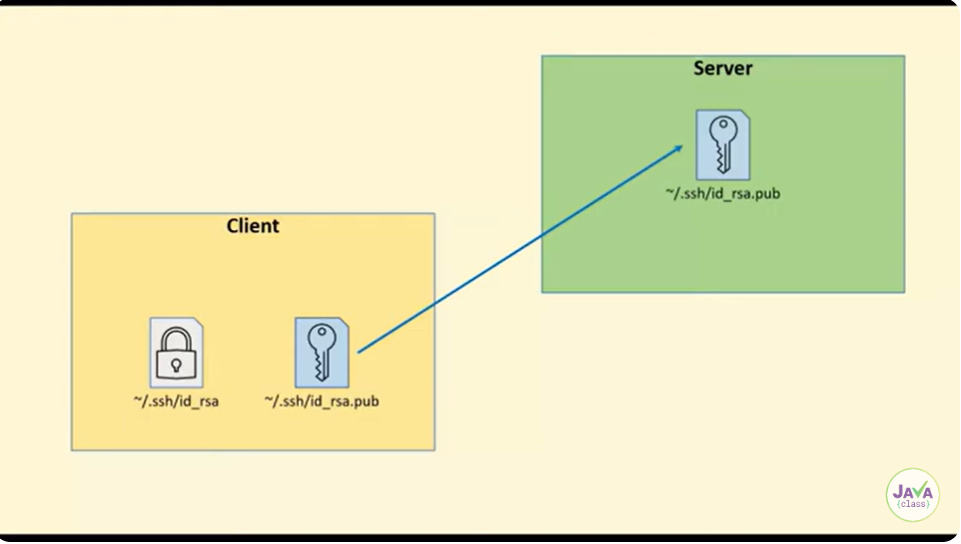 Server
~/.ssh/id_rsa.pub
Client
~/.ssh/id_rsa
~/.ssh/id_rsa.pub
JAVA
{class}